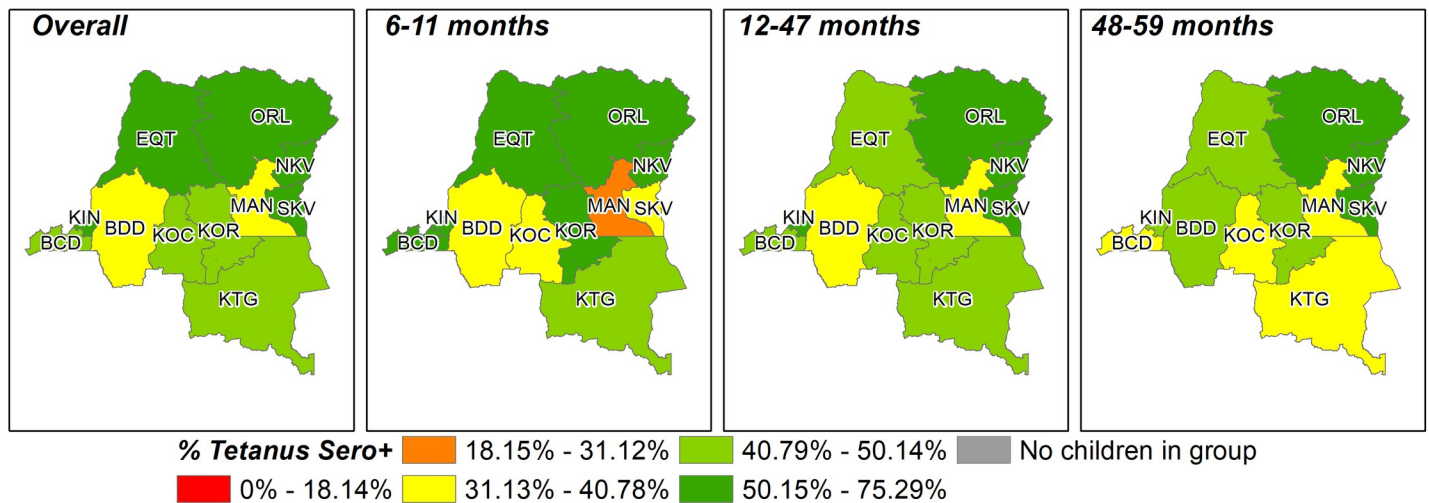 Overall
EQT
ORL
NKV
MAN
SKV
KIN
BDD
BCD
KOC
KOR
KTG
6-11 months
EQT
ORL
NKV
MAN
SKV
KIN
BDD
BCD
KOC
KOR
KTG
12-47 months
EQT
ORL
NKV
MAN
SKV
KIN
BDD
BCD
KOC
KOR
KTG
48-59 months
EQT
ORL
NKV
MAN
SKV
KIN
BDD
BCD
KOC
KOR
KTG
% Tetanus Sero+ 18.15% - 31.12% 40.79% - 50.14% No children in group
0% - 18.14% 31.13% - 40.78% 50.15% - 75.29%